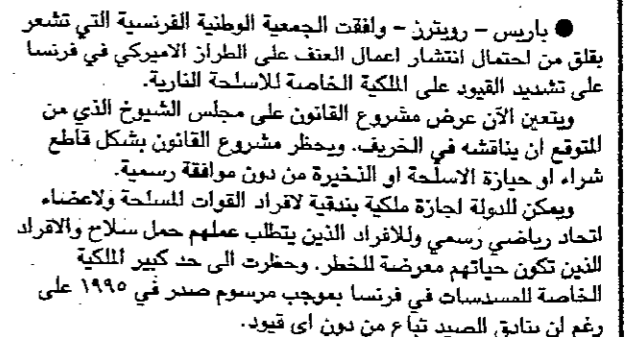 ● باريس – رويترز – وافقت الجمعية الوطنية الفرنسية التي تشعر
بقلق من احتمال انتشار اعمال العنف على الطراز الاميركي في فرنسا
على تشديد القيود على الملكية الخاصة للاسلحة النارية.
ويتعين الآن عرض مشروع القانون على مجلس الشيوخ الذي من
المتوقع ان يناقشه في الخريف. ويحظر مشروع القانون بشكل قاطع
شراء او حيازة الاسلحة او الذخيرة من دون موافقة رسمية.
ويمكن للدولة اجازة ملكية بندقية لافراد القوات المسلحة ولاعضاء
اتحاد رياضي رسمي وللافراد الذين يتطلب عملهم حمل سلاح والافراد
الذين تكون حياتهم معرضة للخطر. وحظرت الى حد كبير الملكية
الخاصة للمسدسات في فرنسا بموجب مرسوم صدر في ١٩٩٥ على
رغم ان بنادق الصيد تباع من دون اي قيود.